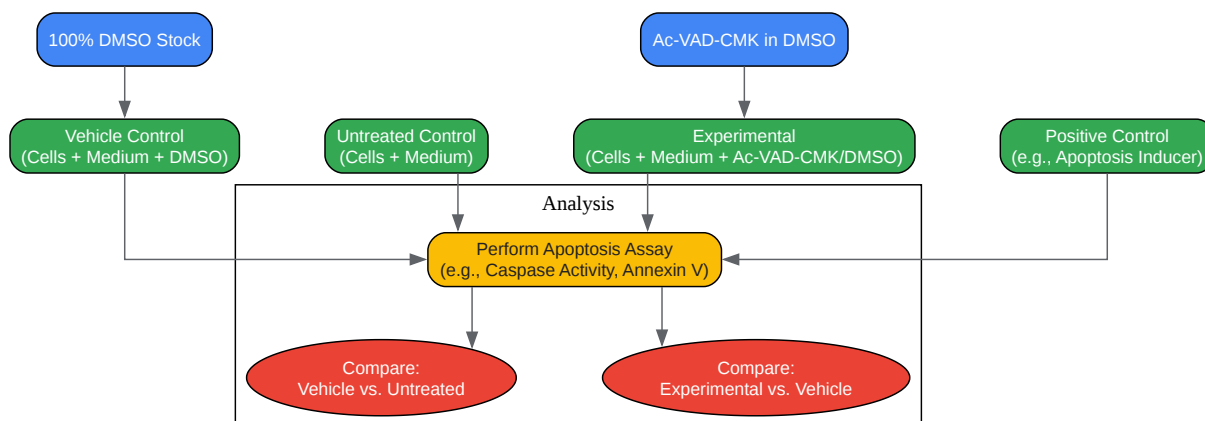 100% DMSO Stock
Ac-VAD-CMK in DMSO
Vehicle Control
(Cells + Medium + DMSO)
Untreated Control
(Cells + Medium)
Experimental
(Cells + Medium + Ac-VAD-CMK/DMSO)
Positive Control
(e.g., Apoptosis Inducer)
Analysis
Perform Apoptosis Assay
(e.g., Caspase Activity, Annexin V)
Compare:
Vehicle vs. Untreated
Compare:
Experimental vs. Vehicle